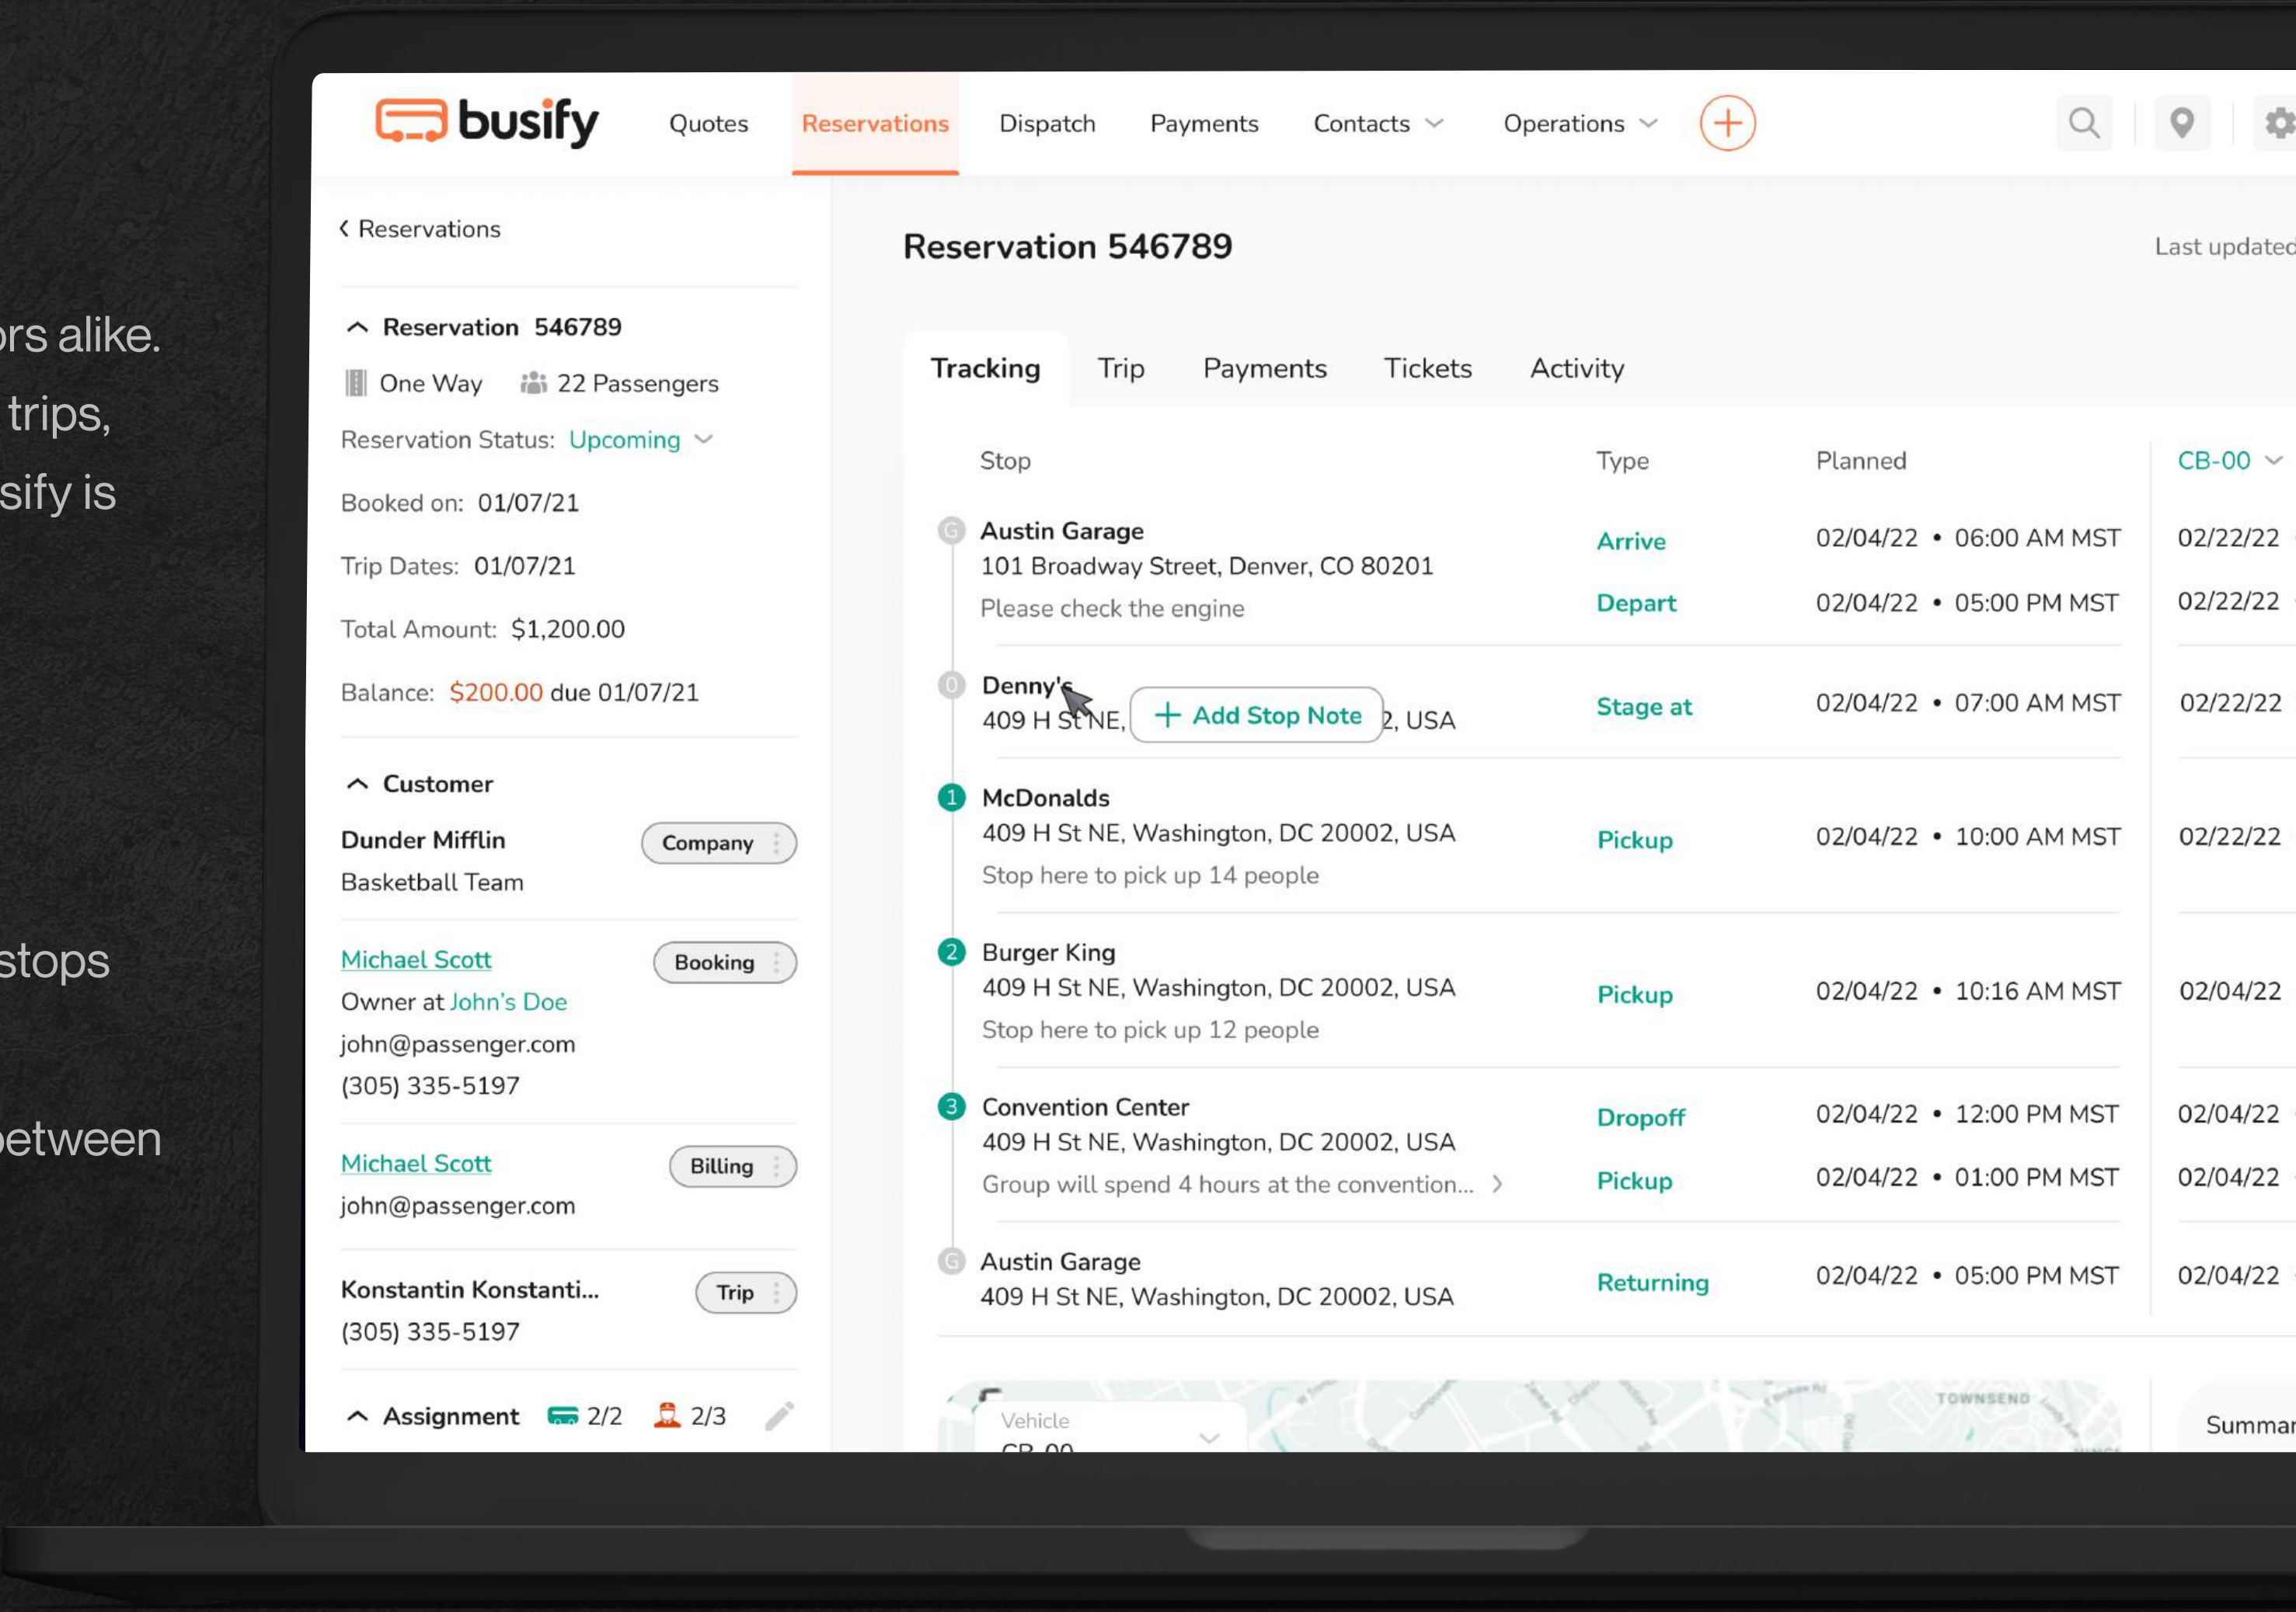 ors alike.
trips,
sify is
stops
between
busify
Quotes
Reservations
Dispatch
Payments
Contacts
Operations
Reservations
Reservation 546789
One Way
22 Passengers
Reservation Status: Upcoming
Booked on: 01/07/21
Trip Dates: 01/07/21
Total Amount: $1,200.00
Balance: $200.00 due 01/07/21
Customer
Dunder Mifflin
Company
Basketball Team
Michael Scott
Booking
Owner at John's Doe
john@passenger.com
(305) 335-5197
Michael Scott
Billing
john@passenger.com
Konstantin Konstanti...
Trip
(305) 335-5197
Assignment 2/2 2/3
Reservation 546789
Last updated
Tracking
Trip
Payments
Tickets
Activity
Stop
Type
Planned
CB-00
G
Austin Garage
101 Broadway Street, Denver, CO 80201
Please check the engine
Arrive
02/04/22 • 06:00 AM MST
02/22/22
Depart
02/04/22 • 05:00 PM MST
02/22/22
0
Denny's
409 H St NE,
+ Add Stop Note
2, USA
Stage at
02/04/22 • 07:00 AM MST
02/22/22
1
McDonalds
409 H St NE, Washington, DC 20002, USA
Stop here to pick up 14 people
Pickup
02/04/22 • 10:00 AM MST
02/22/22
2
Burger King
409 H St NE, Washington, DC 20002, USA
Stop here to pick up 12 people
Pickup
02/04/22 • 10:16 AM MST
02/04/22
3
Convention Center
409 H St NE, Washington, DC 20002, USA
Group will spend 4 hours at the convention...
Dropoff
02/04/22 • 12:00 PM MST
02/04/22
Pickup
02/04/22 • 01:00 PM MST
02/04/22
G
Austin Garage
409 H St NE, Washington, DC 20002, USA
Returning
02/04/22 • 05:00 PM MST
02/04/22
Vehicle
CB-00
TOWNSEND
Summar